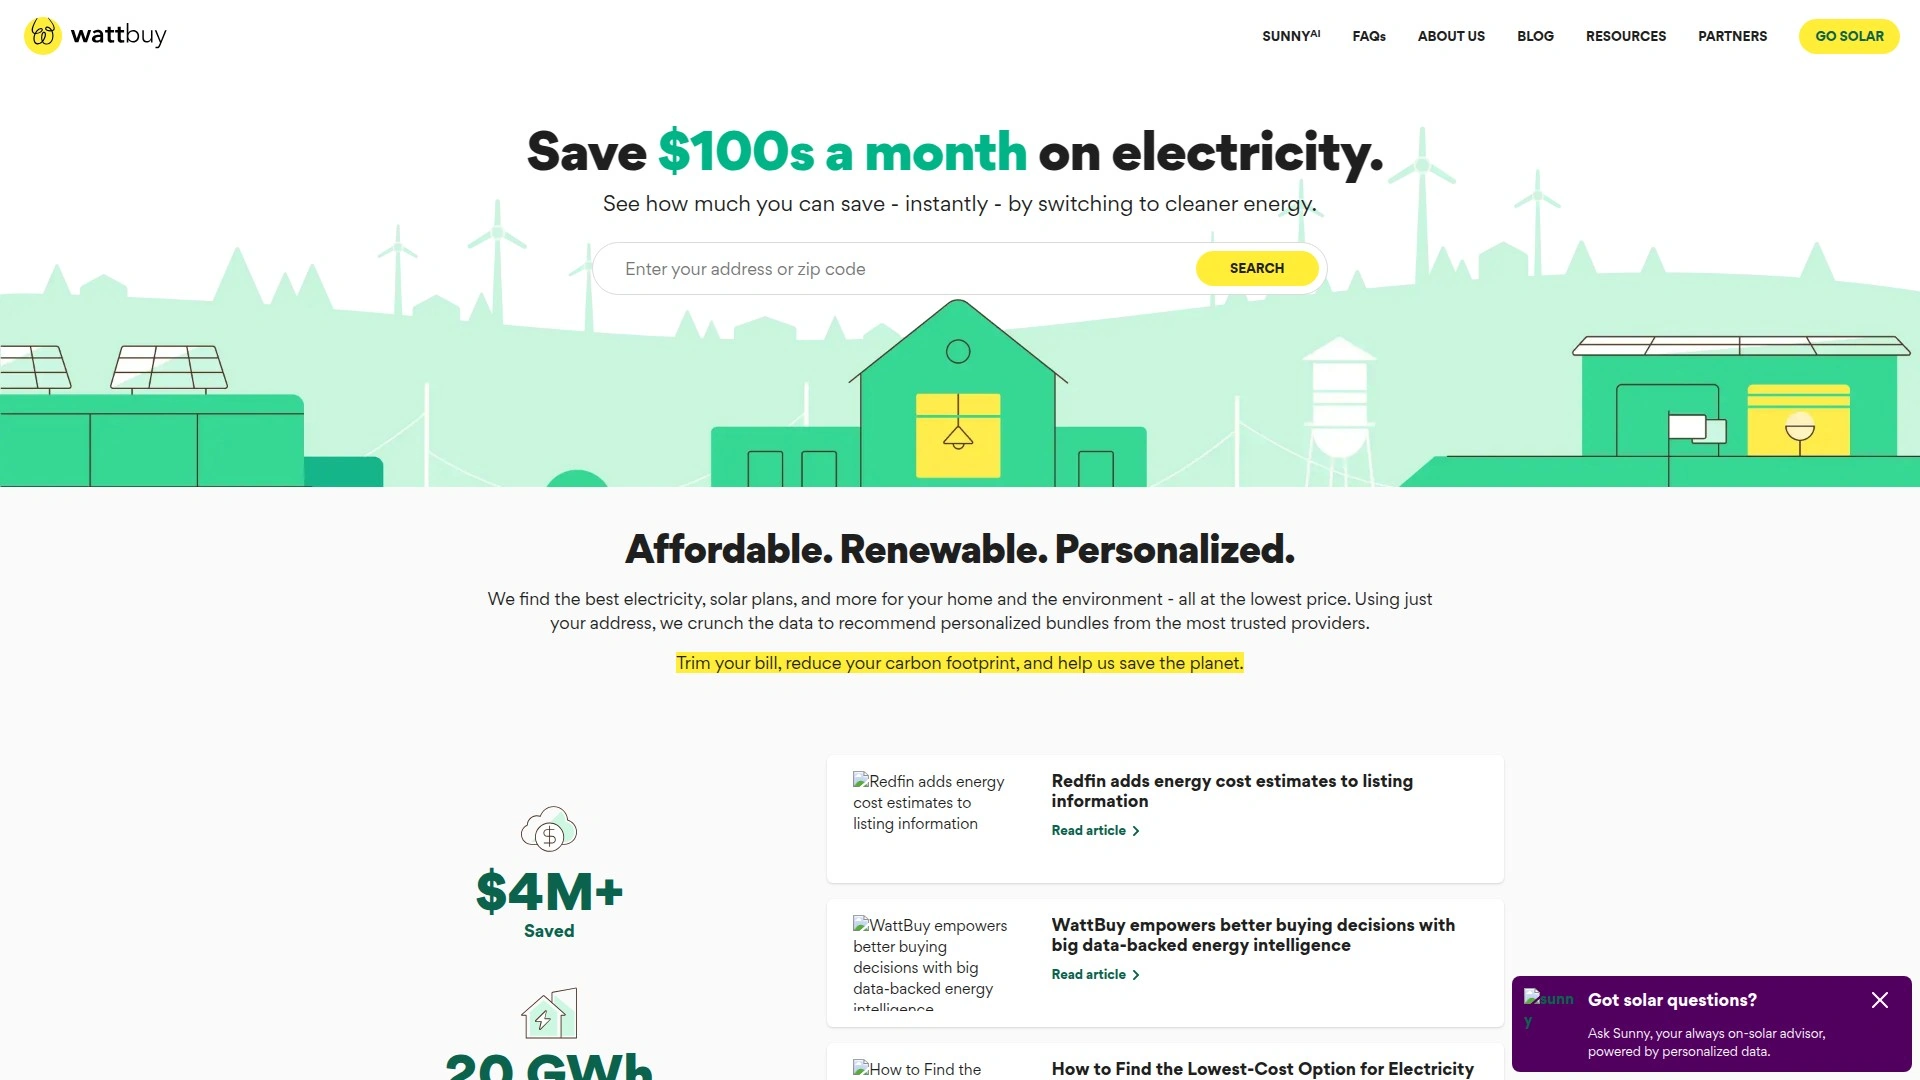 wattbuy
SUNNYAI
FAQs
ABOUT US
BLOG
RESOURCES
PARTNERS
GO SOLAR
Save $100s a month on electricity.
See how much you can save - instantly - by switching to cleaner energy.
Enter your address or zip code
SEARCH
Affordable. Renewable. Personalized.
We find the best electricity, solar plans, and more for your home and the environment - all at the lowest price. Using just
your address, we crunch the data to recommend personalized bundles from the most trusted providers.
Trim your bill, reduce your carbon footprint, and help us save the planet.
$4M+
Saved
20 GWh
Redfin adds energy
cost estimates to
listing information
Redfin adds energy cost estimates to listing
information
Read article
WattBuy empowers
better buying
decisions with big
data-backed energy
intelligence
WattBuy empowers better buying decisions with
big data-backed energy intelligence
Read article
How to Find the
How to Find the Lowest-Cost Option for Electricity
sunn
y
Got solar questions?
Ask Sunny, your always on-solar advisor,
powered by personalized data.